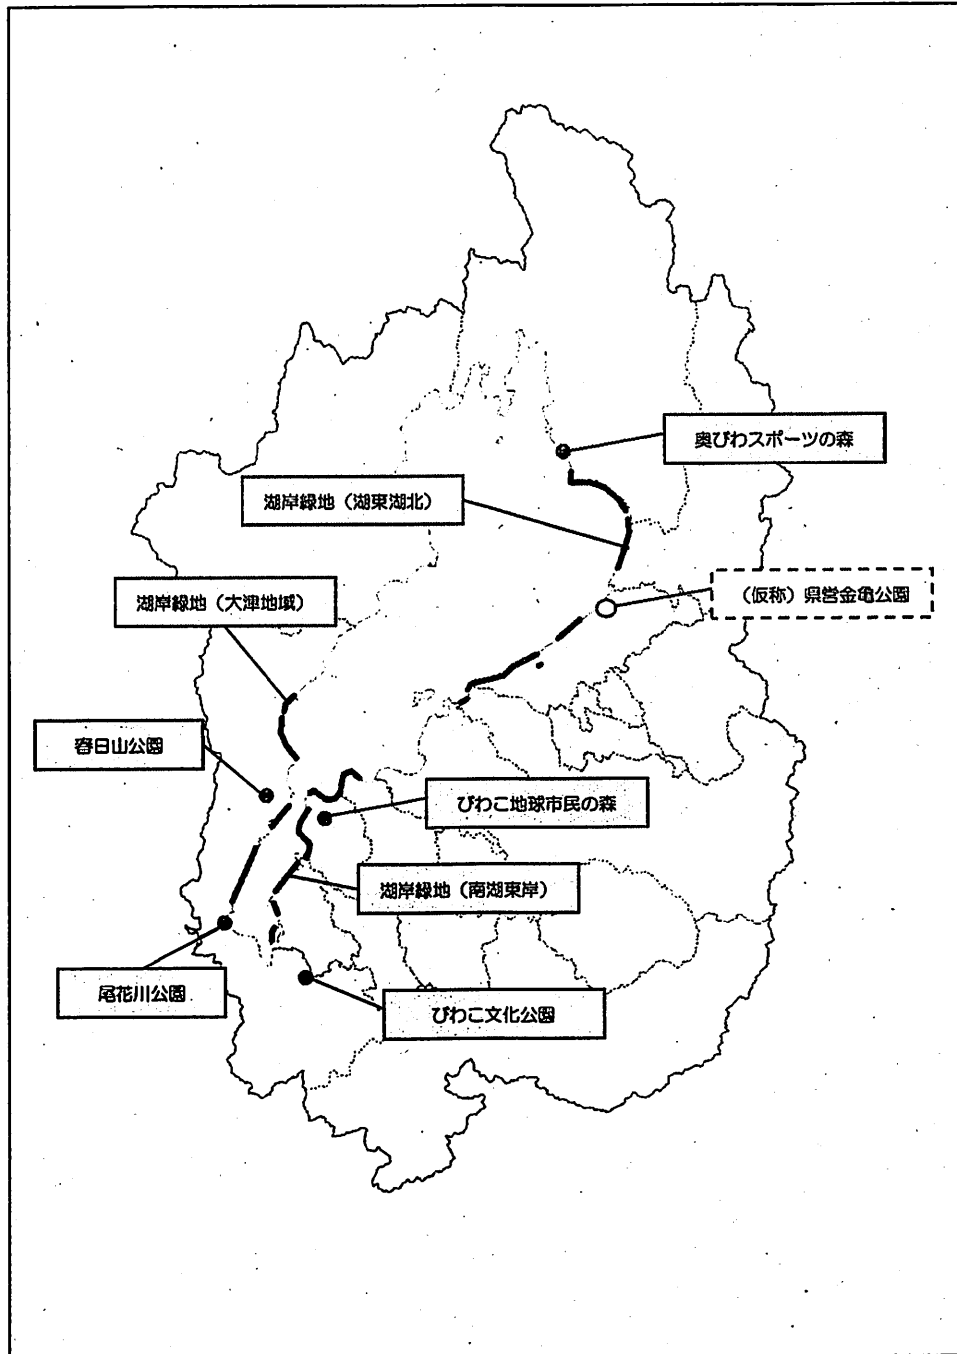 奥びわスポーツの森
湖岸緑地（湖東湖北）
（仮称）県営金亀公園
湖岸緑地（大津地域）
春日山公園
びわこ地球市民の森
湖岸緑地（南湖東岸）
尾花川公園
びわこ文化公園